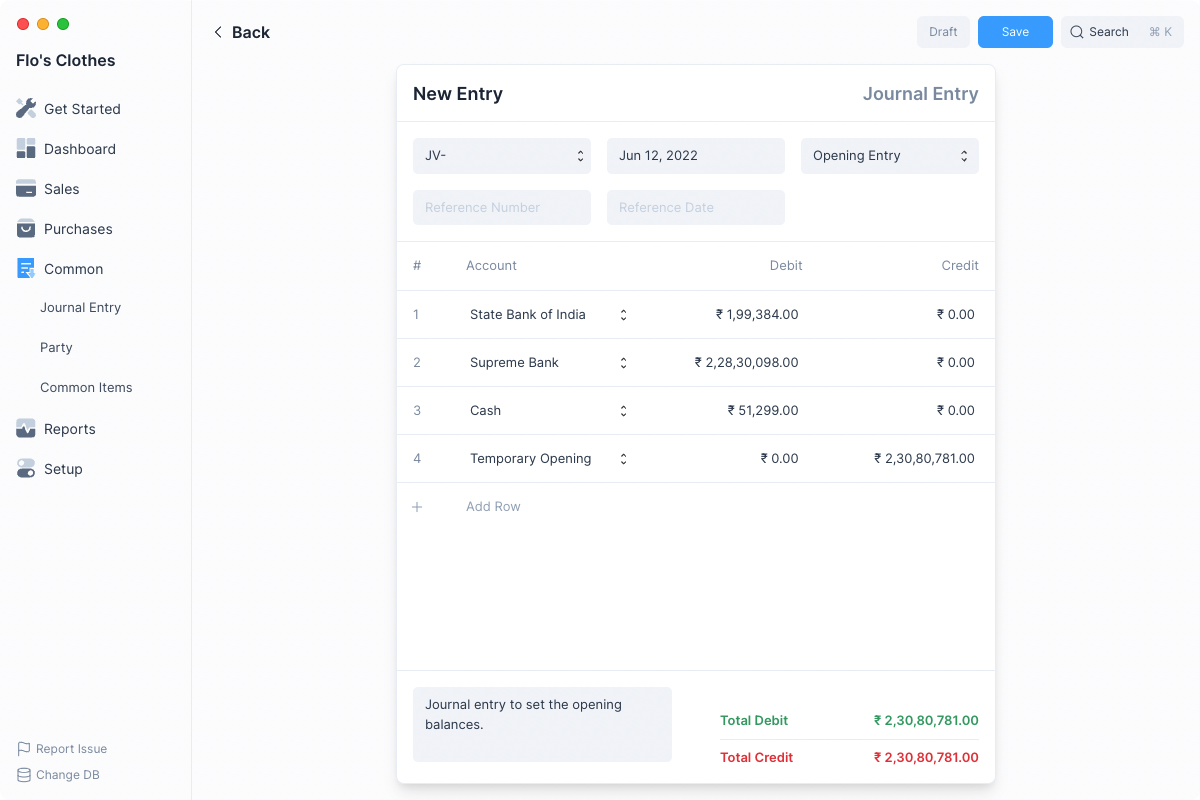 Flo's Clothes
Get Started
Dashboard
Sales
Purchases
Common
Journal Entry
Party
Common Items
Reports
Setup
Report Issue
Change DB
Back
Draft
Save
Search ⌘ K
New Entry Journal Entry
JV- Jun 12, 2022 Opening Entry
Reference Number Reference Date
# Account Debit Credit
1 State Bank of India ₹ 1,99,384.00 ₹ 0.00
2 Supreme Bank ₹ 2,28,30,098.00 ₹ 0.00
3 Cash ₹ 51,299.00 ₹ 0.00
4 Temporary Opening ₹ 0.00 ₹ 2,30,80,781.00
+ Add Row
Journal entry to set the opening
balances.
Total Debit ₹ 2,30,80,781.00
Total Credit ₹ 2,30,80,781.00